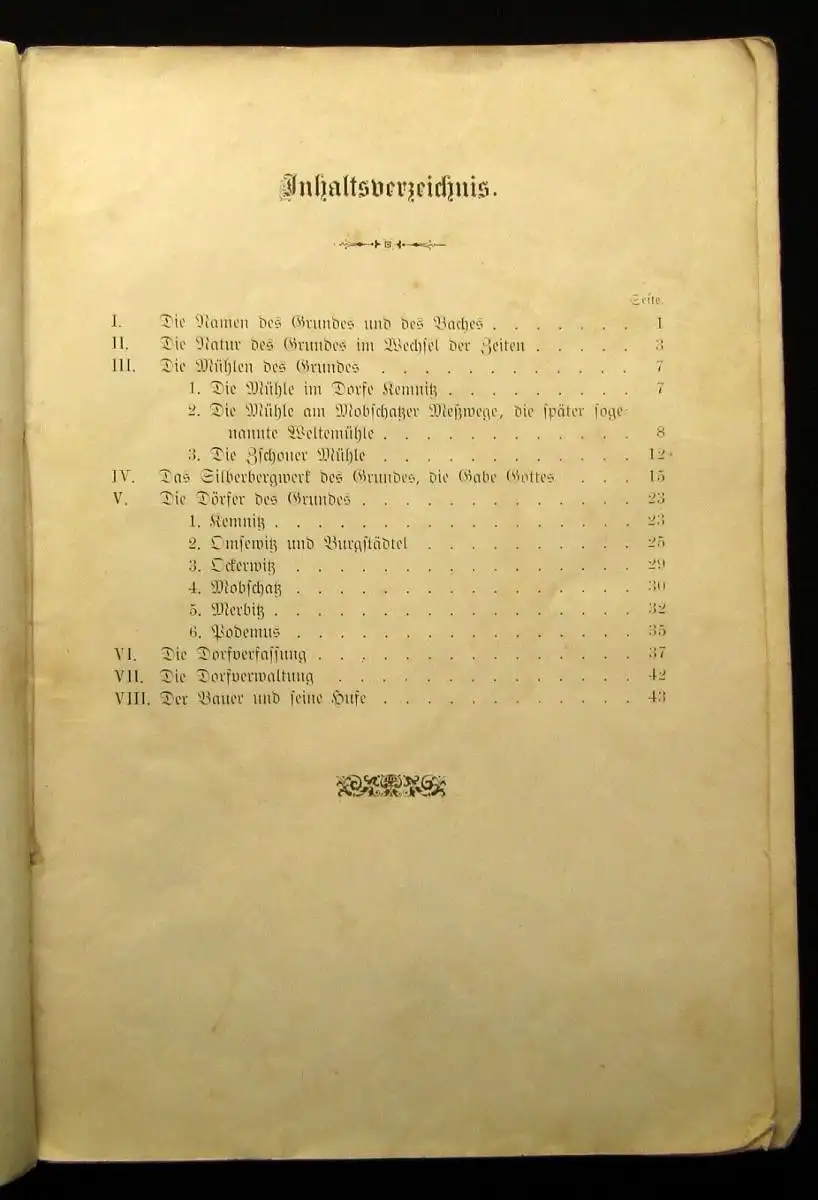 Inhaltsverzeichnis.
Seite.
I. Die Namen des Grundes und des Baches . . . . . . . 1
II. Die Natur des Grundes im Wechsel der Zeiten . . . . . 3
III. Die Mühlen des Grundes . . . . . . . . . . . . 7
1. Die Mühle im Dorfe Kemnitz . . . . . . . . . 7
2. Die Mühle am Mobschatzer Meßwege, die später soge-
nannte Weltemühle . . . . . . . . . . . . 8
3. Die Zschoner Mühle . . . . . . . . . . . . 12
IV. Das Silberbergwerk des Grundes, die Gabe Gottes . . . 15
V. Die Dörfer des Grundes . . . . . . . . . . . . . 23
1. Kemnitz . . . . . . . . . . . . . . . . . 23
2. Omsewitz und Burgstädtel . . . . . . . . . . 25
3. Ockerwitz . . . . . . . . . . . . . . . . 29
4. Mobschatz . . . . . . . . . . . . . . . . 30
5. Merbitz . . . . . . . . . . . . . . . . . 32
6. Podemus . . . . . . . . . . . . . . . . 35
VI. Die Dorfverfassung . . . . . . . . . . . . . . . 37
VII. Die Dorfverwaltung . . . . . . . . . . . . . . 42
VIII. Der Bauer und seine Hufe . . . . . . . . . . . . 43